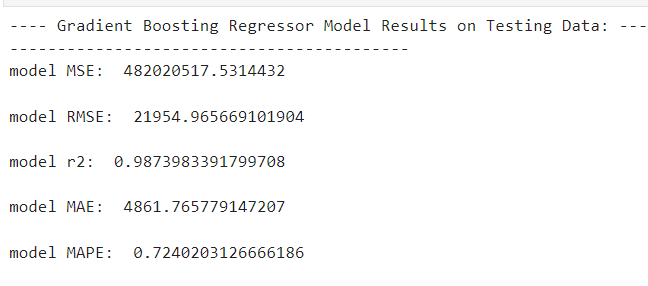 ---- Gradient Boosting Regressor Model Results on Testing Data: ---
------------------------------------------
model MSE:  482020517.5314432
model RMSE:  21954.965669101904
model r2:  0.9873983391799708
model MAE:  4861.765779147207
model MAPE:  0.7240203126666186